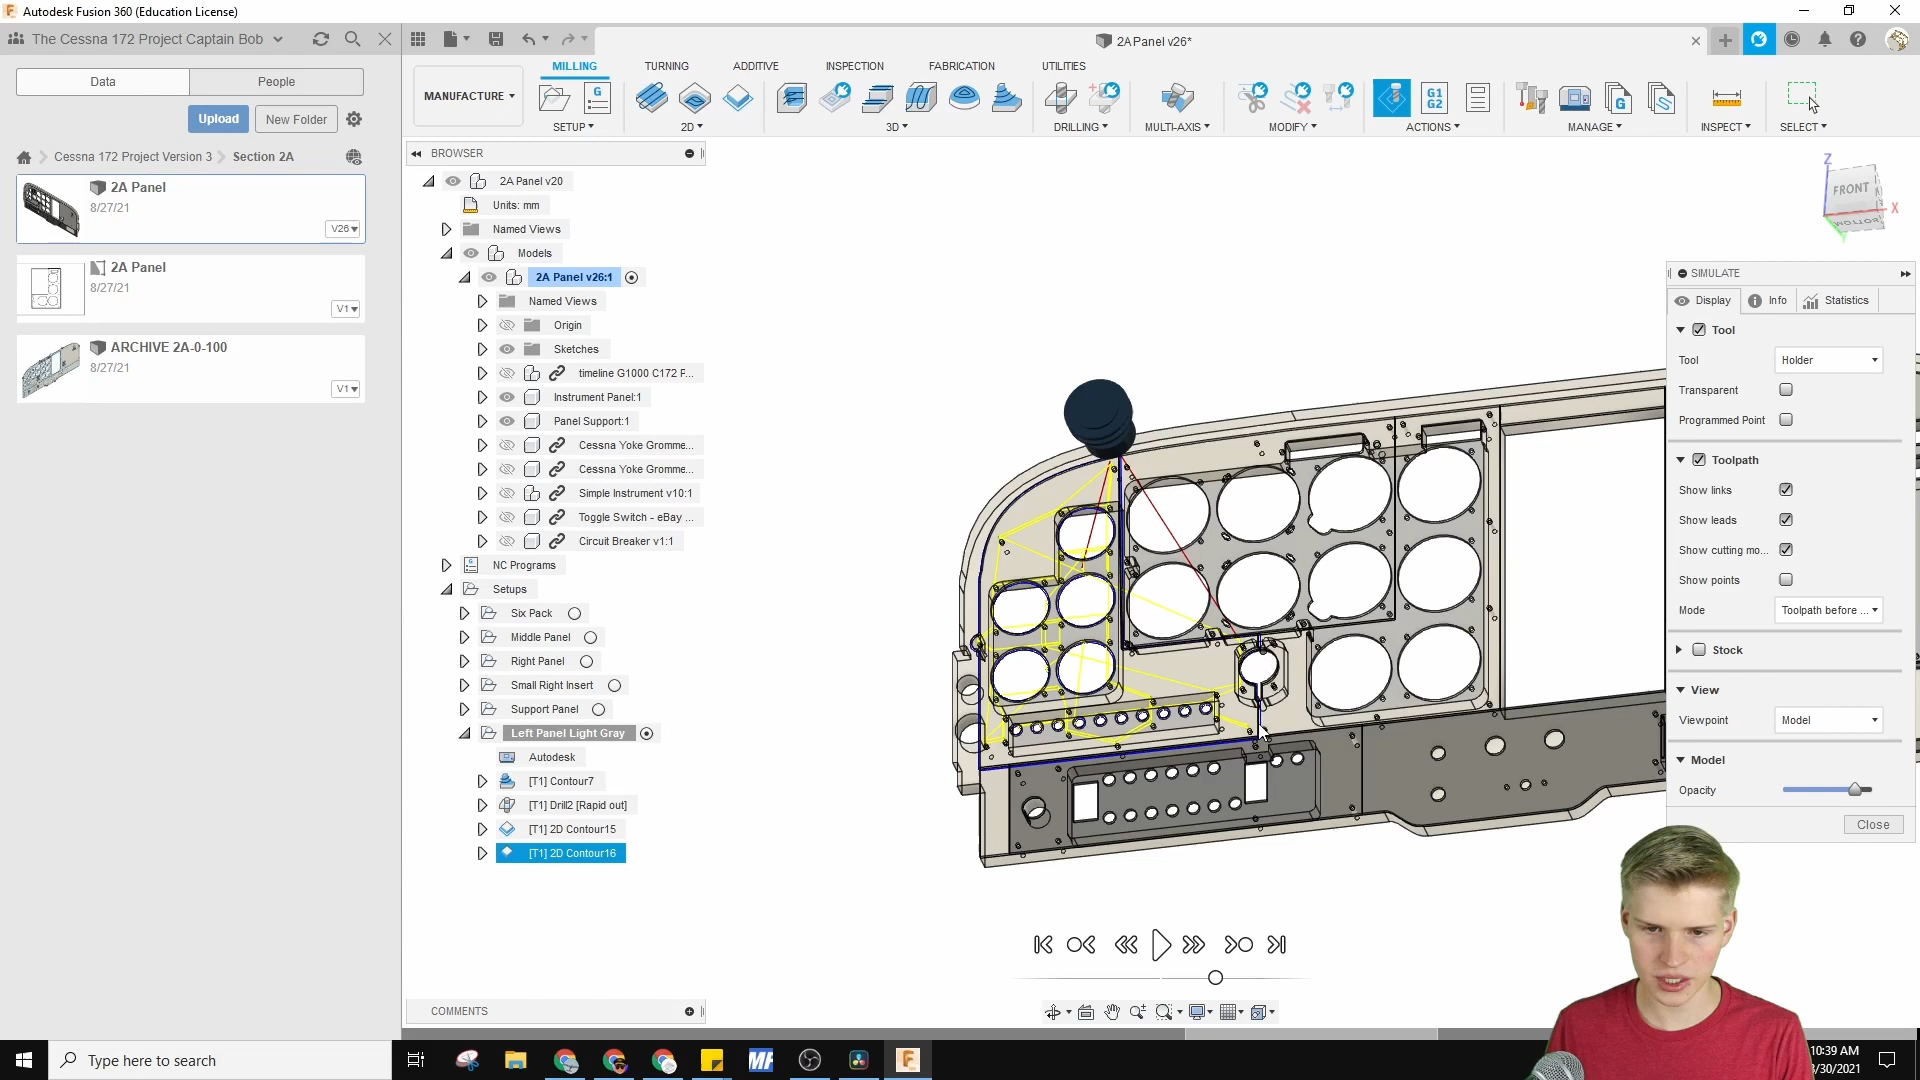 Autodesk Fusion 360 (Education License)
The Cessna 172 Project Captain Bob
2A Panel v26*
Data
People
Upload
New Folder
Cessna 172 Project Version 3
Section 2A
2A Panel
8/27/21
V26
2A Panel
8/27/21
V1
ARCHIVE 2A-0-100
8/27/21
V1
MANUFACTURE
MILLING
TURNING
ADDITIVE
INSPECTION
FABRICATION
UTILITIES
G1
G2
SETUP
2D
3D
DRILLING
MULTI-AXIS
MODIFY
ACTIONS
MANAGE
INSPECT
SELECT
BROWSER
2A Panel v20
Units: mm
Named Views
Models
2A Panel v26:1
Named Views
Origin
Sketches
timeline G1000 C172 F...
Instrument Panel:1
Panel Support:1
Cessna Yoke Gromme...
Cessna Yoke Gromme...
Simple Instrument v10:1
Toggle Switch - eBay ...
Circuit Breaker v1:1
NC Programs
Setups
Six Pack
Middle Panel
Right Panel
Small Right Insert
Support Panel
Left Panel Light Gray
Autodesk
[T1] Contour7
[T1] Drill2 [Rapid out]
[T1] 2D Contour15
[T1] 2D Contour16
COMMENTS
Z
FRONT
X
BOTTOM
SIMULATE
Display
Info
Statistics
Tool
Tool
Holder
Transparent
Programmed Point
Toolpath
Show links
Show leads
Show cutting mo...
Show points
Mode
Toolpath before ...
Stock
View
Viewpoint
Model
Model
Opacity
Close
Type here to search
MF
F
10:39 AM
/30/2021